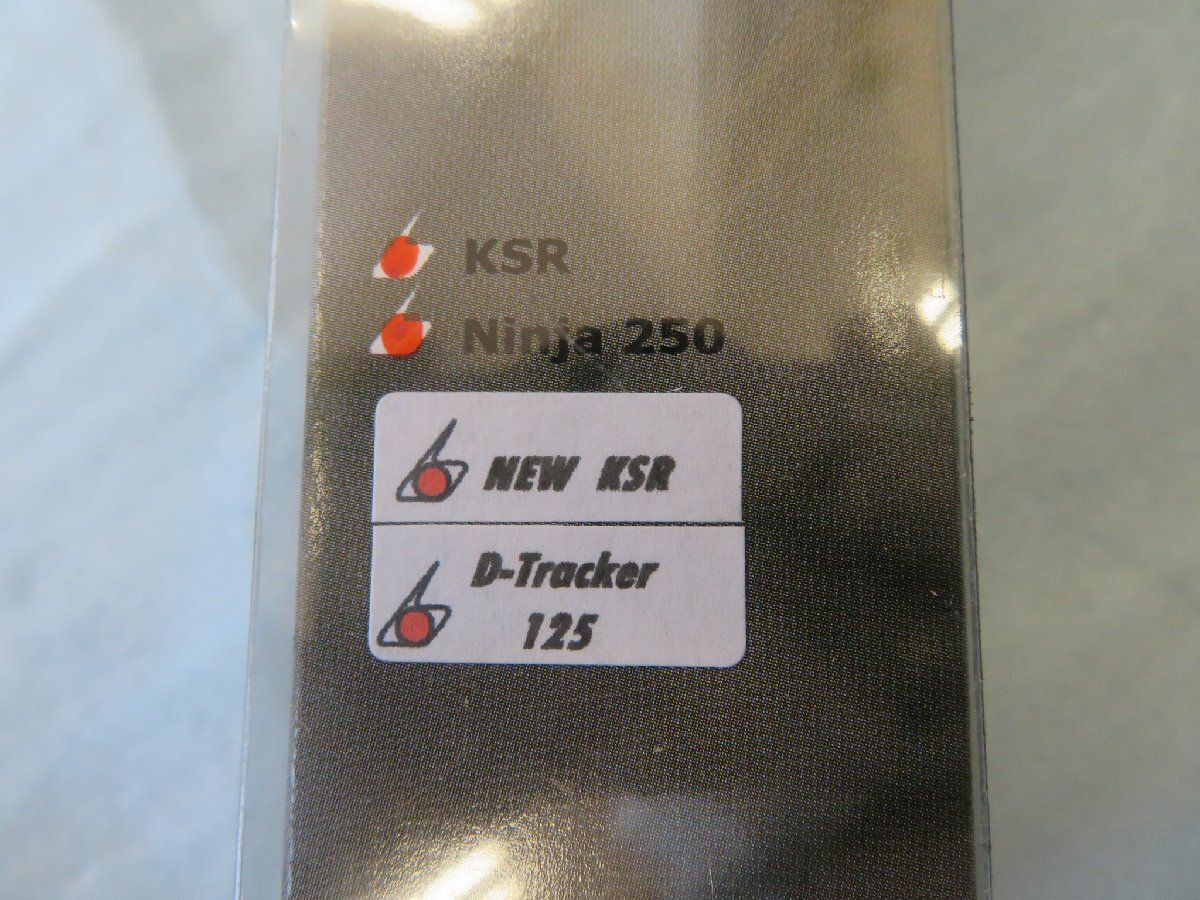 KSR
Ninja 250
NEW KSR
D-Tracker
125